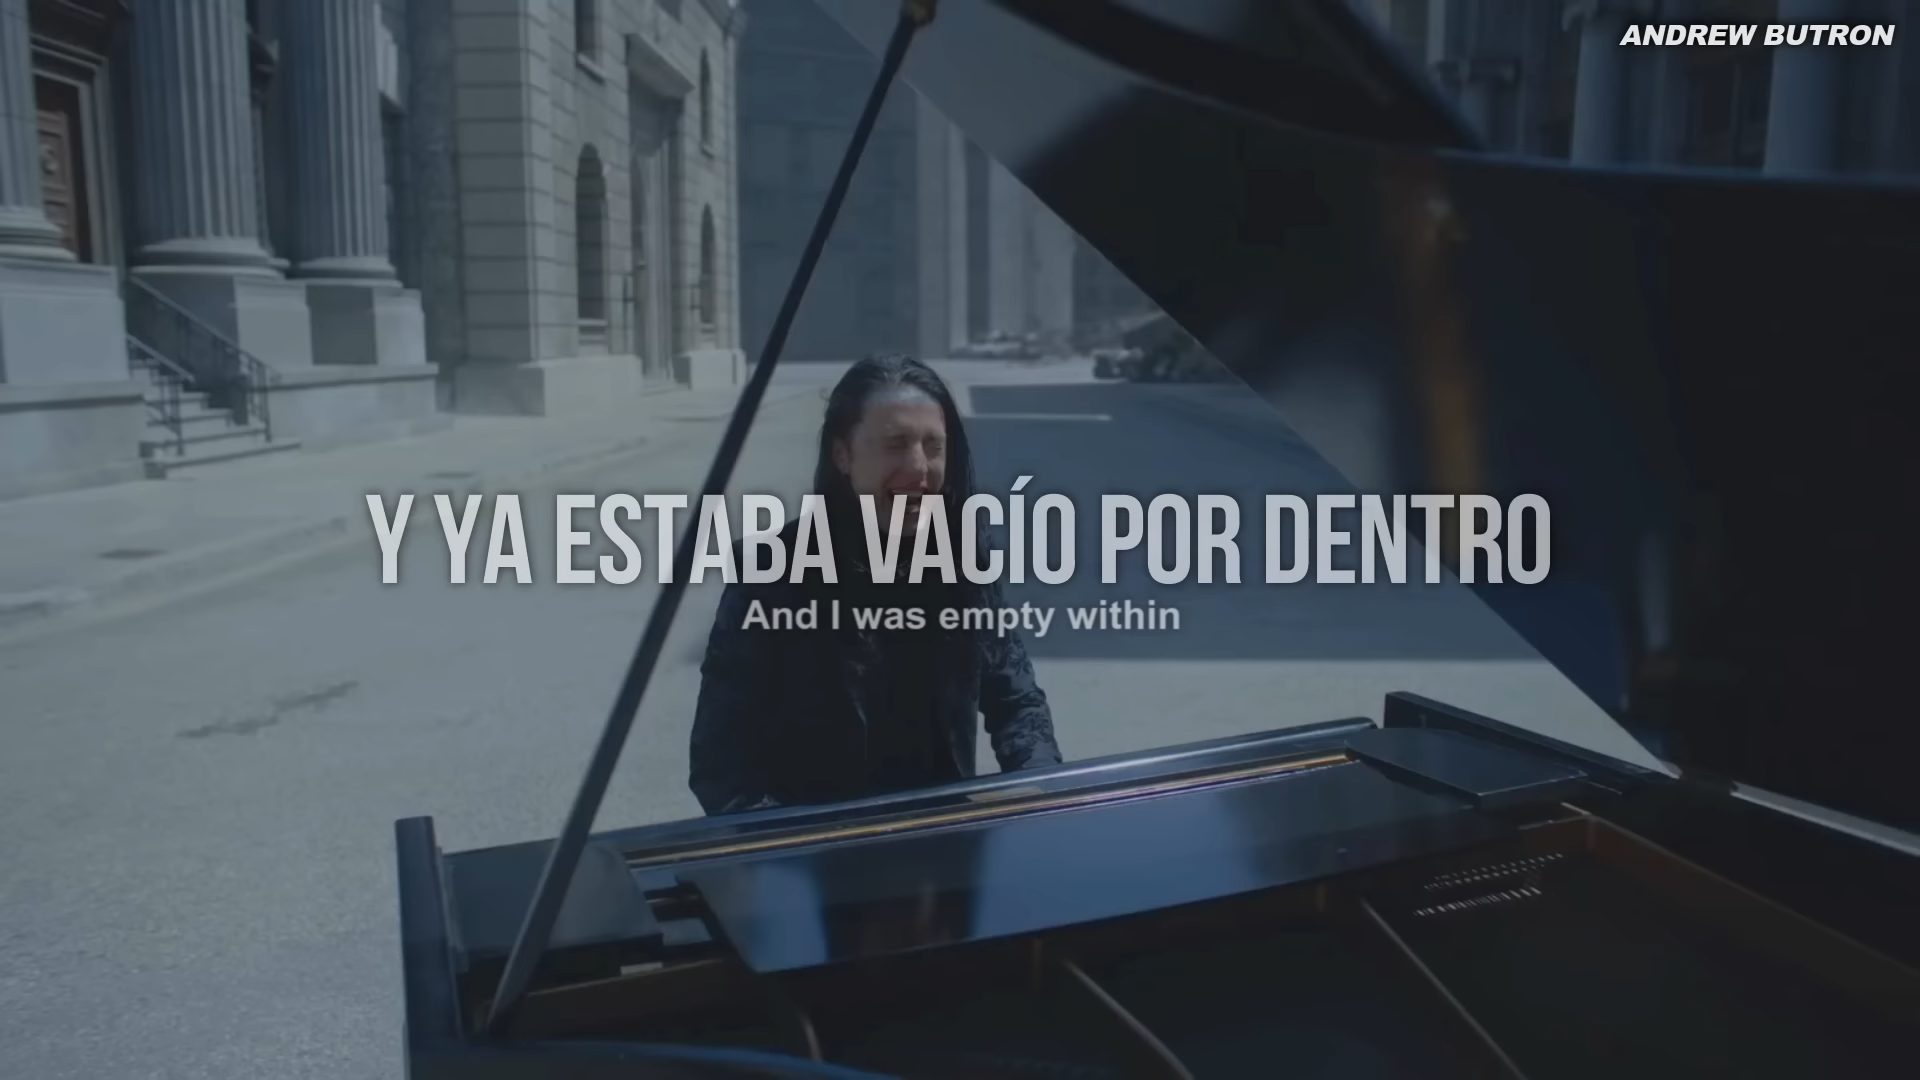 ANDREW BUTRON
Y YA ESTABA VACÍO POR DENTRO
And I was empty within